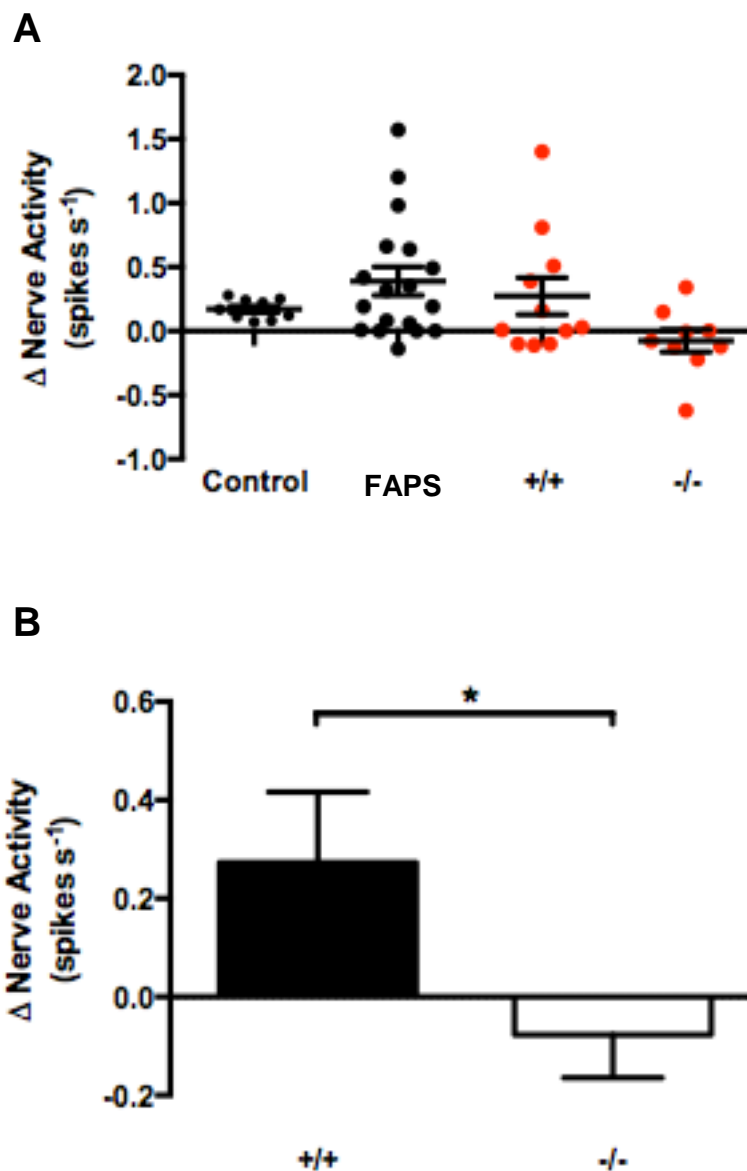 A
2.0
1.5
1.0
0.5
0.0
-0.5
-1.0
Δ Nerve Activity
(spikes s⁻¹)
Control FAPS +/+ -/-
B
*
0.6
0.4
0.2
0.0
-0.2
Δ Nerve Activity
(spikes s⁻¹)
+/+ -/-